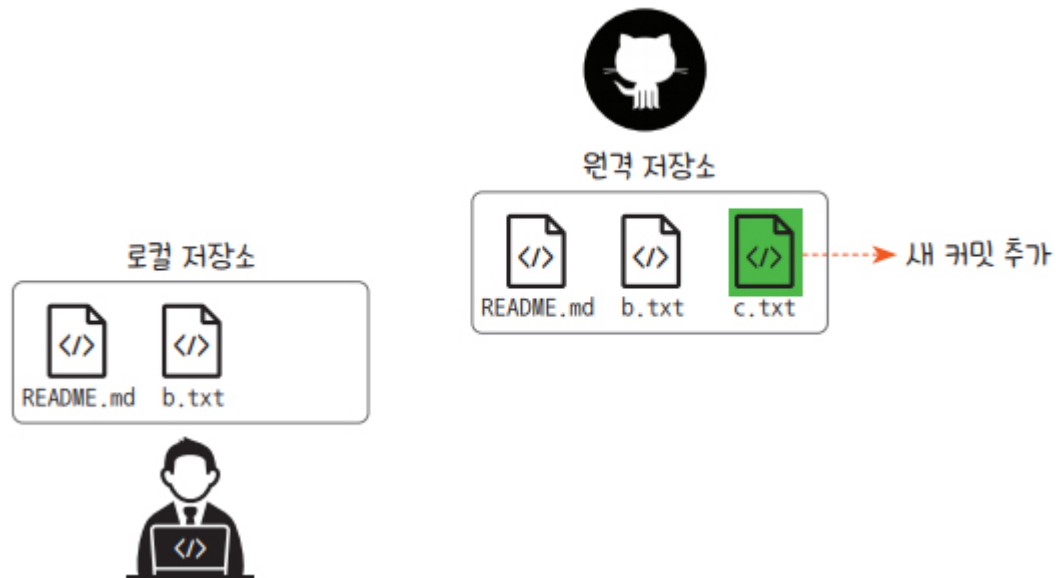 원격 저장소
</> </> </>
README.md b.txt c.txt
새 커밋 추가
로컬 저장소
</> </>
README.md b.txt
</>